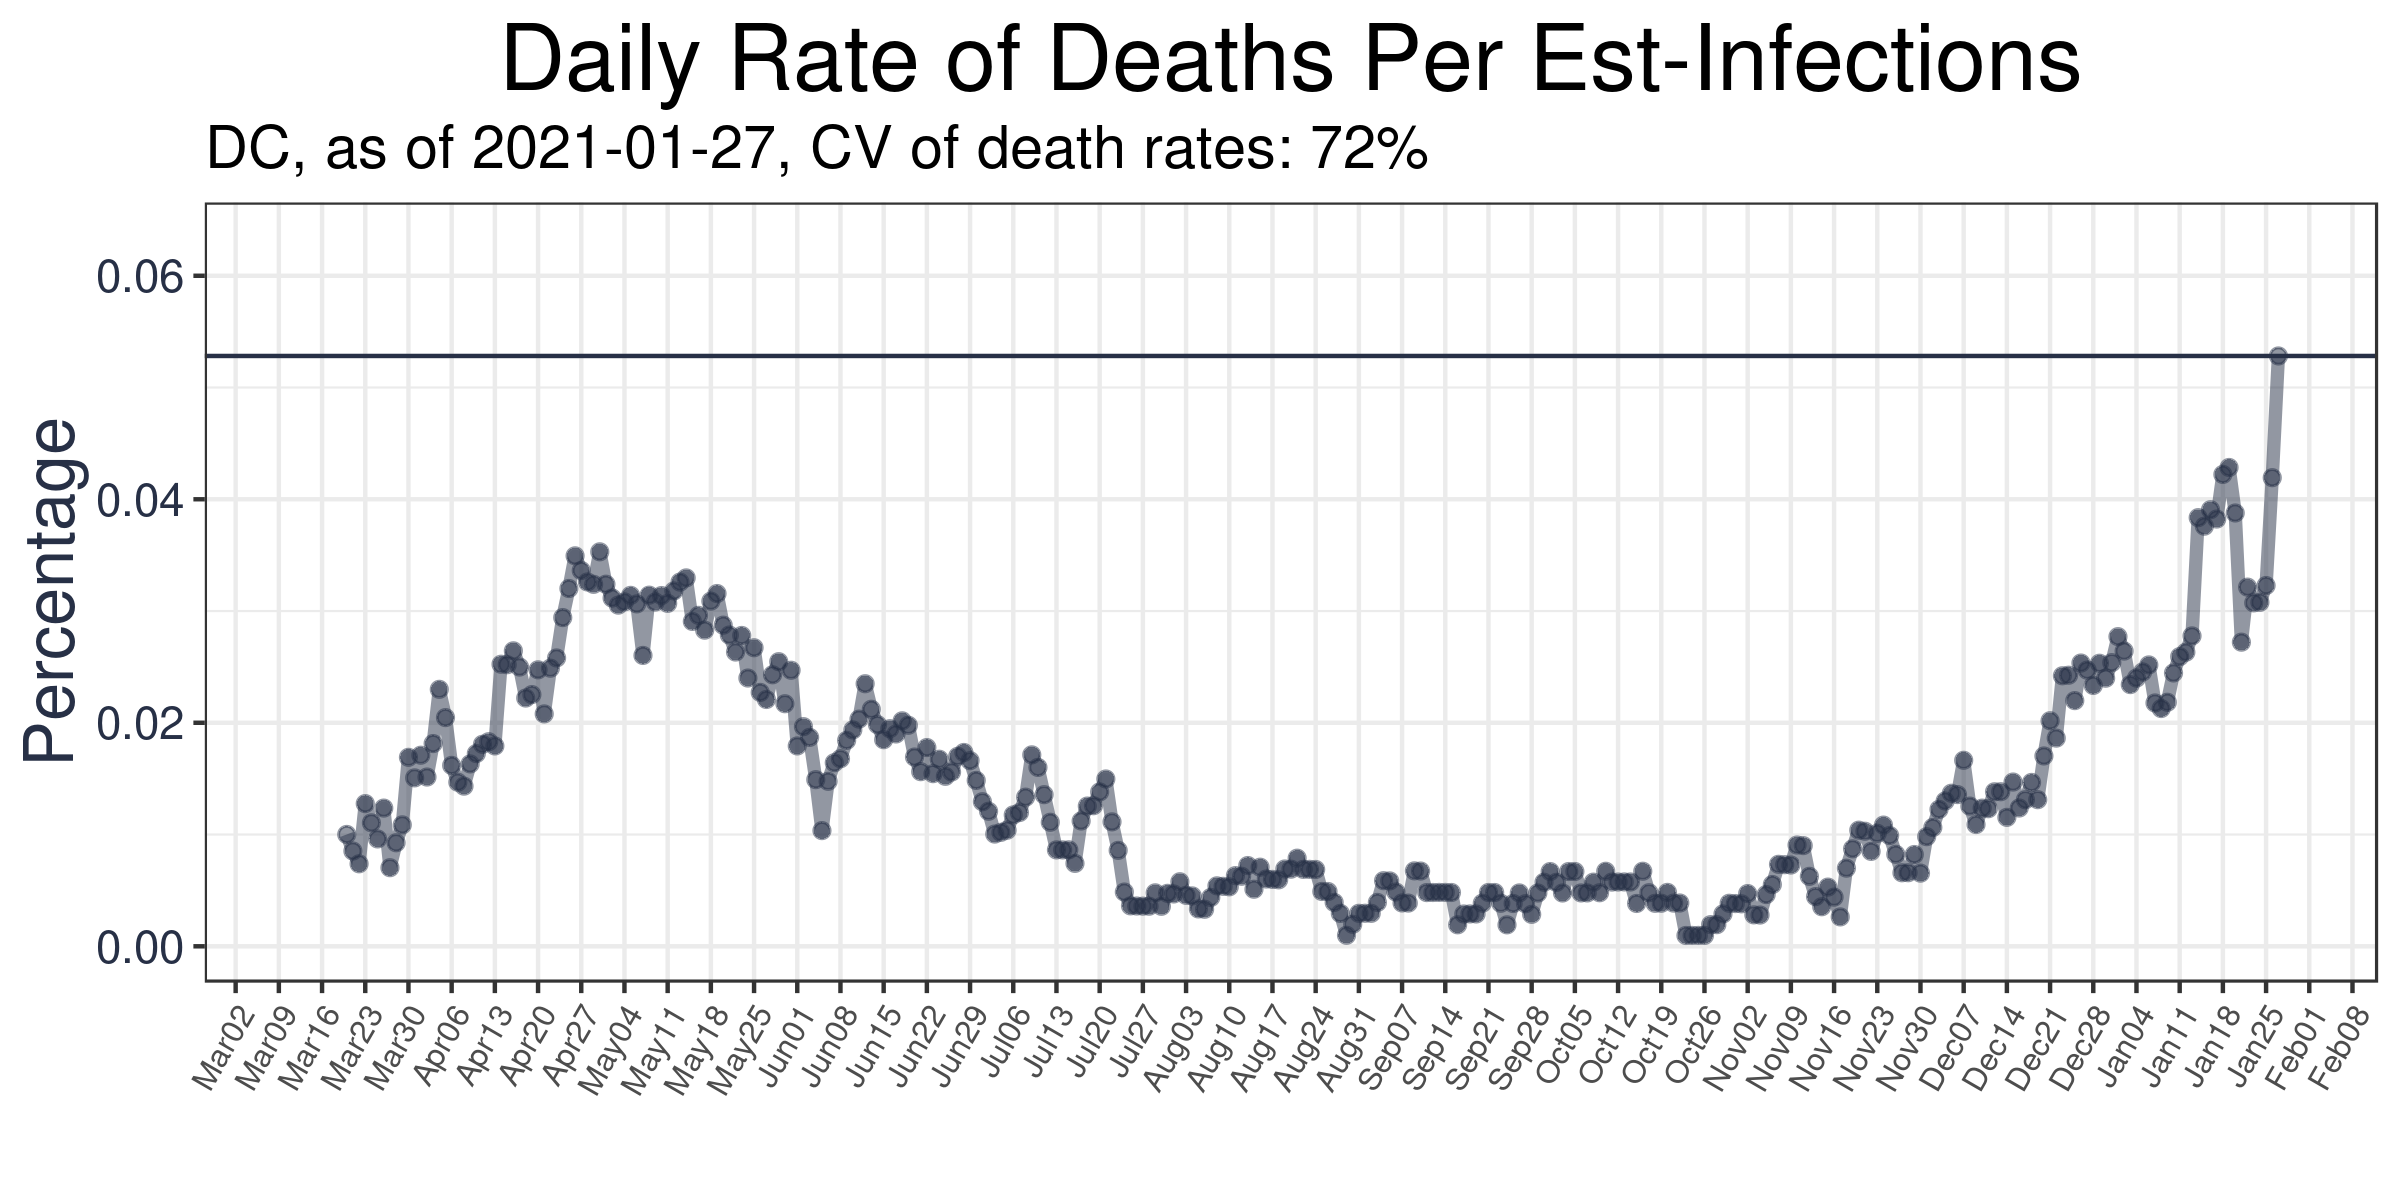 Daily Rate of Deaths Per Est-Infections
DC, as of 2021-01-27, CV of death rates: 72%
Percentage
0.06
0.04
0.02
0.00
Mar02
Mar09
Mar16
Mar23
Mar30
Apr06
Apr13
Apr20
Apr27
May04
May11
May18
May25
Jun01
Jun08
Jun15
Jun22
Jun29
Jul06
Jul13
Jul20
Jul27
Aug03
Aug10
Aug17
Aug24
Aug31
Sep07
Sep14
Sep21
Sep28
Oct05
Oct12
Oct19
Oct26
Nov02
Nov09
Nov16
Nov23
Nov30
Dec07
Dec14
Dec21
Dec28
Jan04
Jan11
Jan18
Jan25
Feb01
Feb08